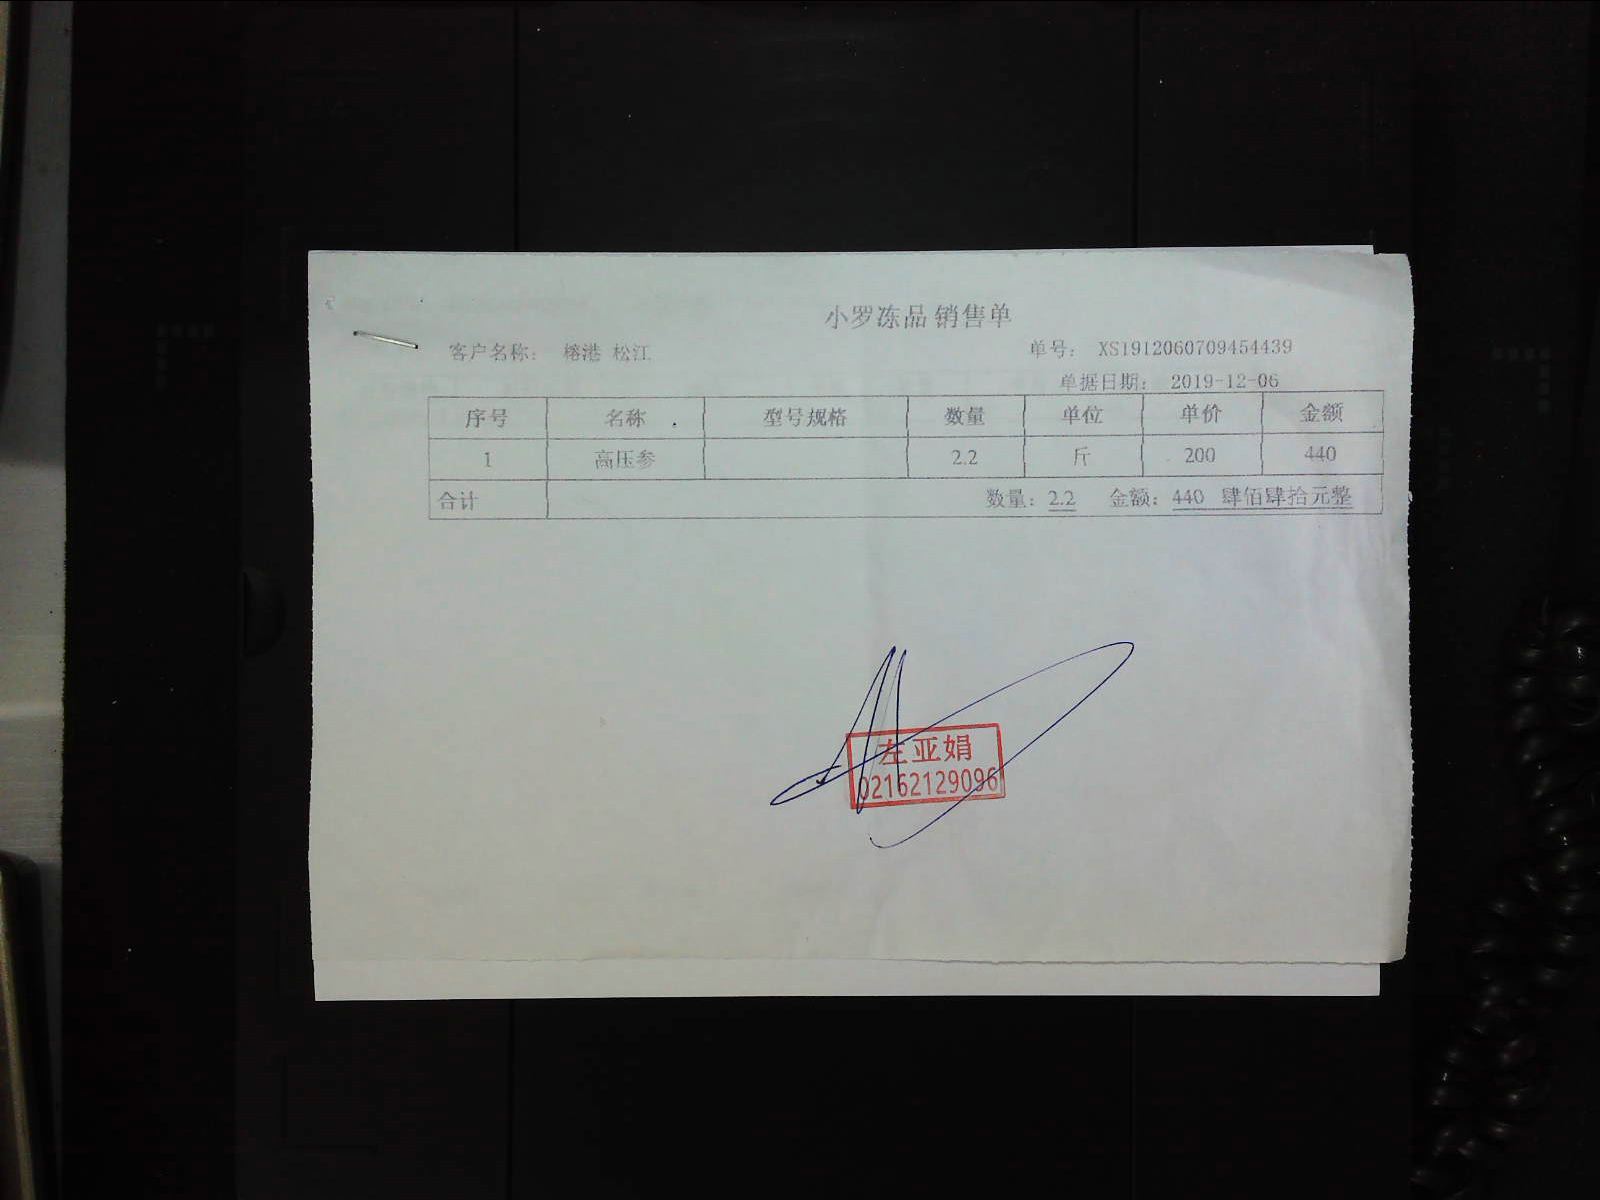 小罗冻品 销售单
客户名称： 榕港 松江 单号： XS1912060709454439
单据日期： 2019-12-06
序号 名称 型号规格 数量 单位 单价 金额
1 高压参 2.2 斤 200 440
合计 数量：2.2 金额：440 肆佰肆拾元整
左亚娟
02162129096